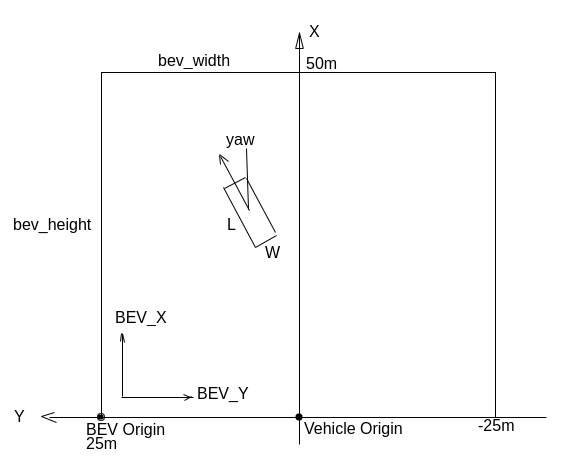 X
bev_width
50m
yaw
bev_height
L
W
BEV_X
BEV_Y
Y
BEV Origin
25m
Vehicle Origin
-25m